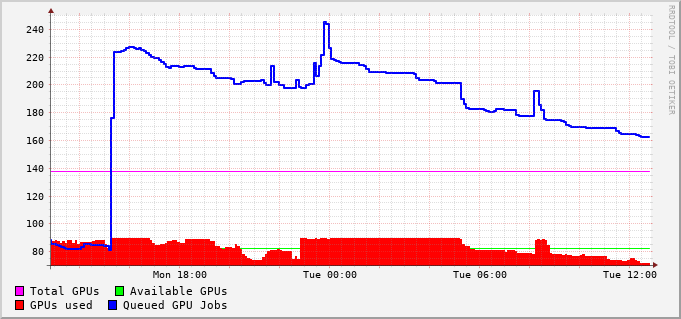 240
220
200
180
160
140
120
100
80
Mon 18:00 Tue 00:00 Tue 06:00 Tue 12:00
Total GPUs Available GPUs
GPUs used Queued GPU Jobs
RRDTOOL / TOBI OETIKER